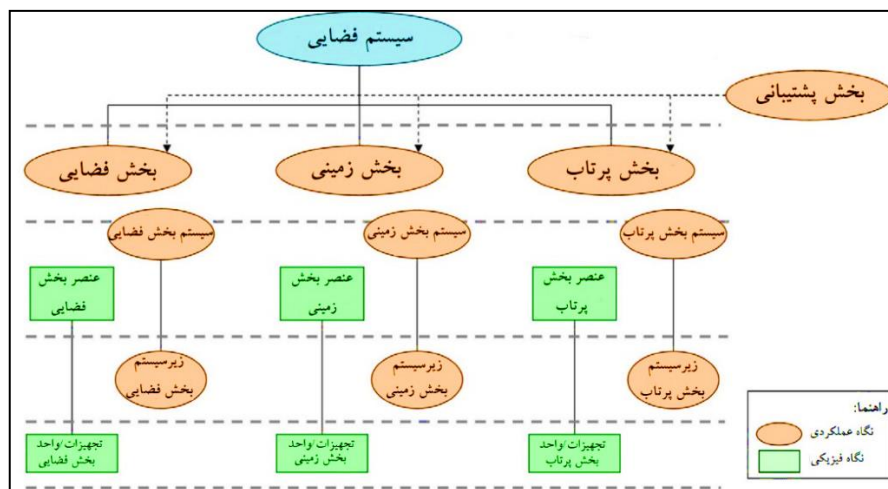 سیستم فضایی
بخش پشتیبانی
بخش پرتاب
بخش زمینی
بخش فضایی
سیستم بخش پرتاب
سیستم بخش زمینی
سیستم بخش فضایی
عنصر بخش
پرتاب
عنصر بخش
زمینی
عنصر بخش
فضایی
زیرسیستم
بخش پرتاب
زیرسیستم
بخش زمینی
زیرسیستم
بخش فضایی
تجهیزات/واحد
بخش پرتاب
تجهیزات/واحد
بخش زمینی
تجهیزات/واحد
بخش فضایی
راهنما:
نگاه عملکردی
نگاه فیزیکی